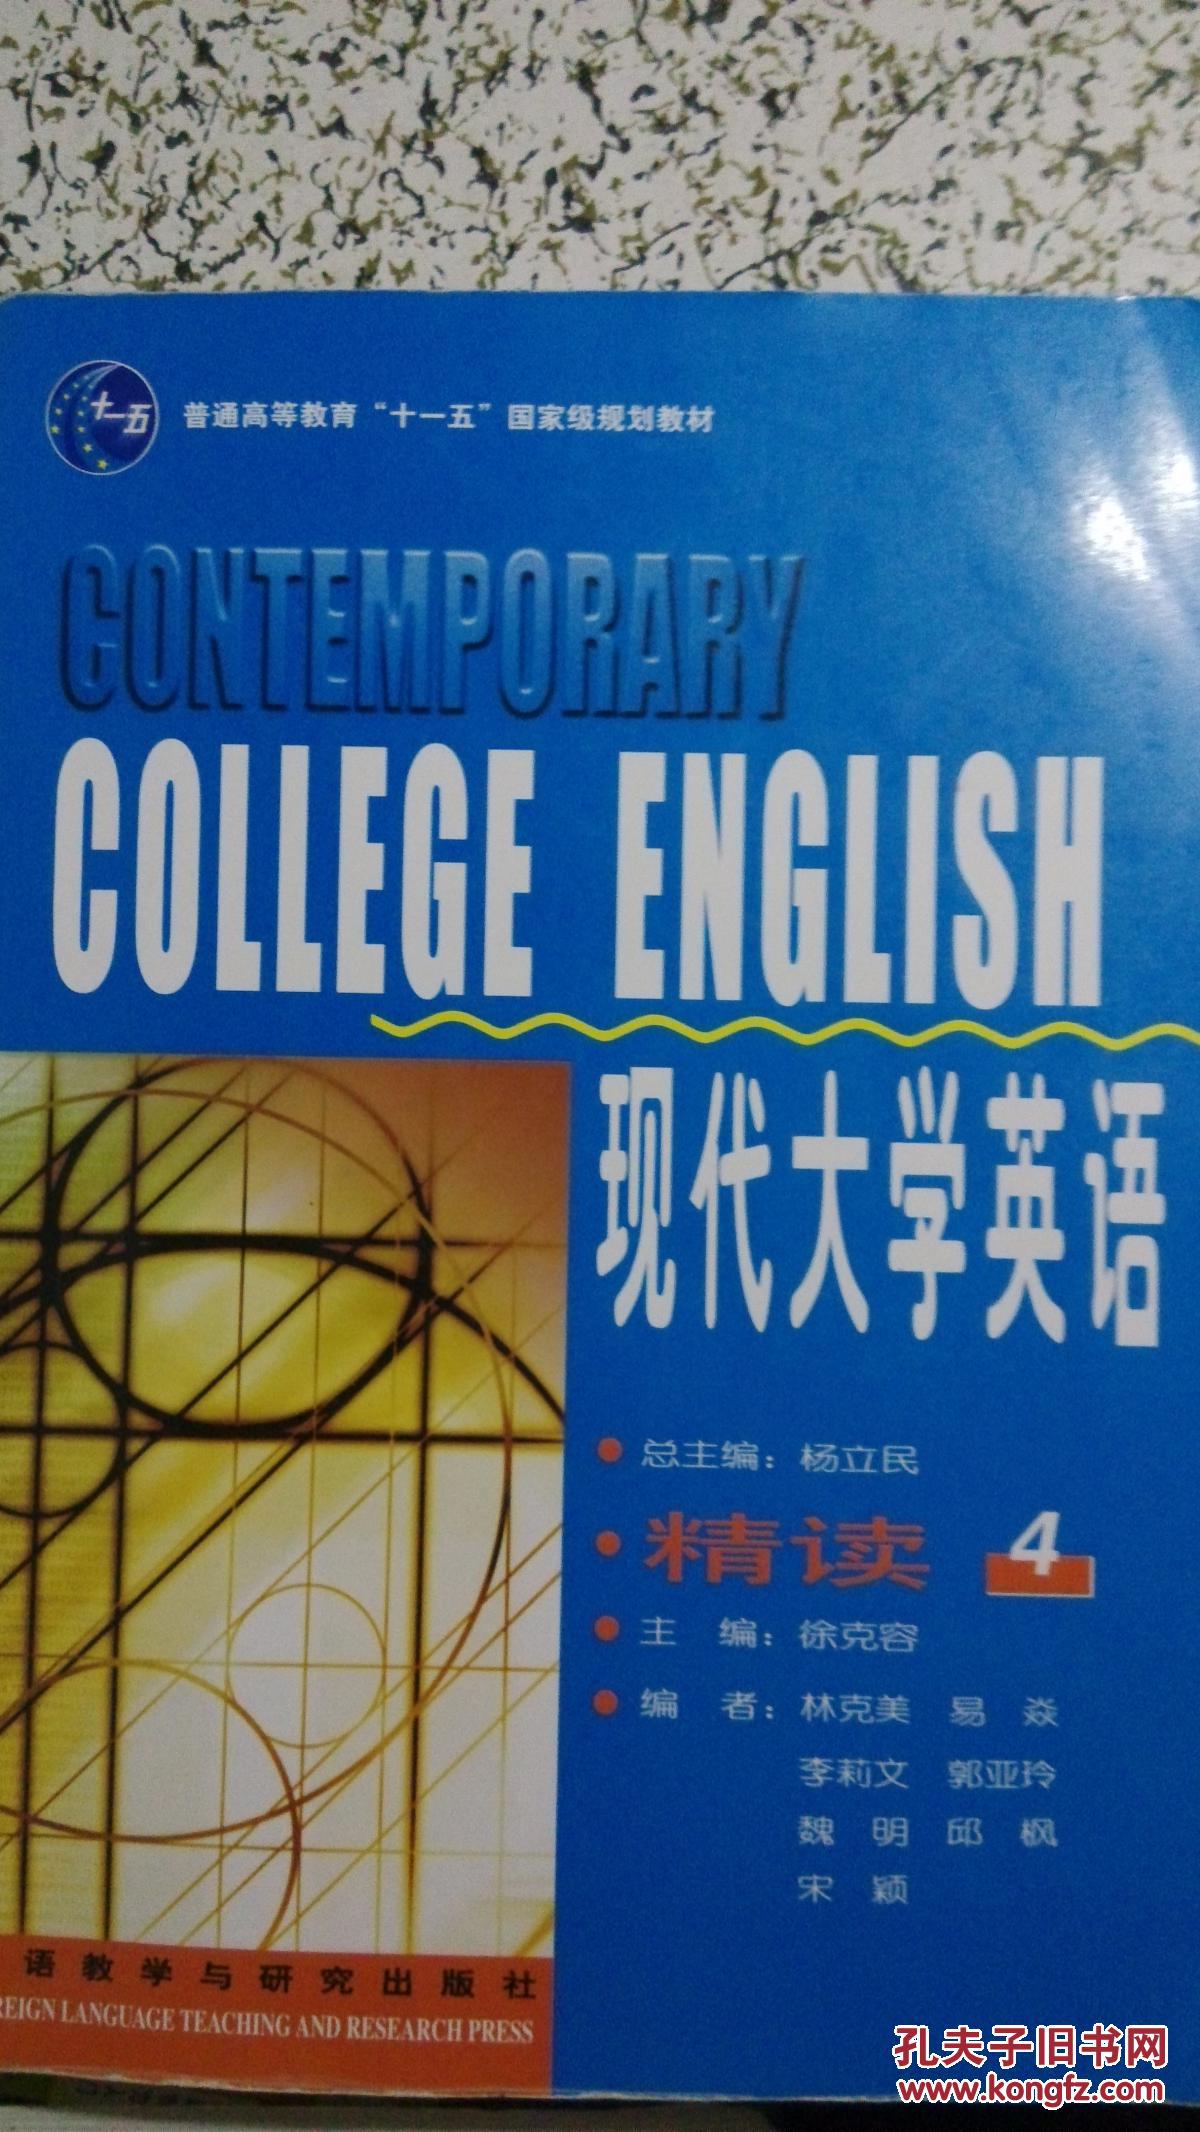 十一五
普通高等教育“十一五”国家级规划教材
CONTEMPORARY
COLLEGE ENGLISH
现代大学英语
总主编：杨立民
精读 4
主 编：徐克容
编 者：林克美 易 焱
李莉文 郭亚玲
魏 明 邱 枫
宋 颖
语教学与研究出版社
REIGN LANGUAGE TEACHING AND RESEARCH PRESS
孔夫子旧书网
www.kongfz.com